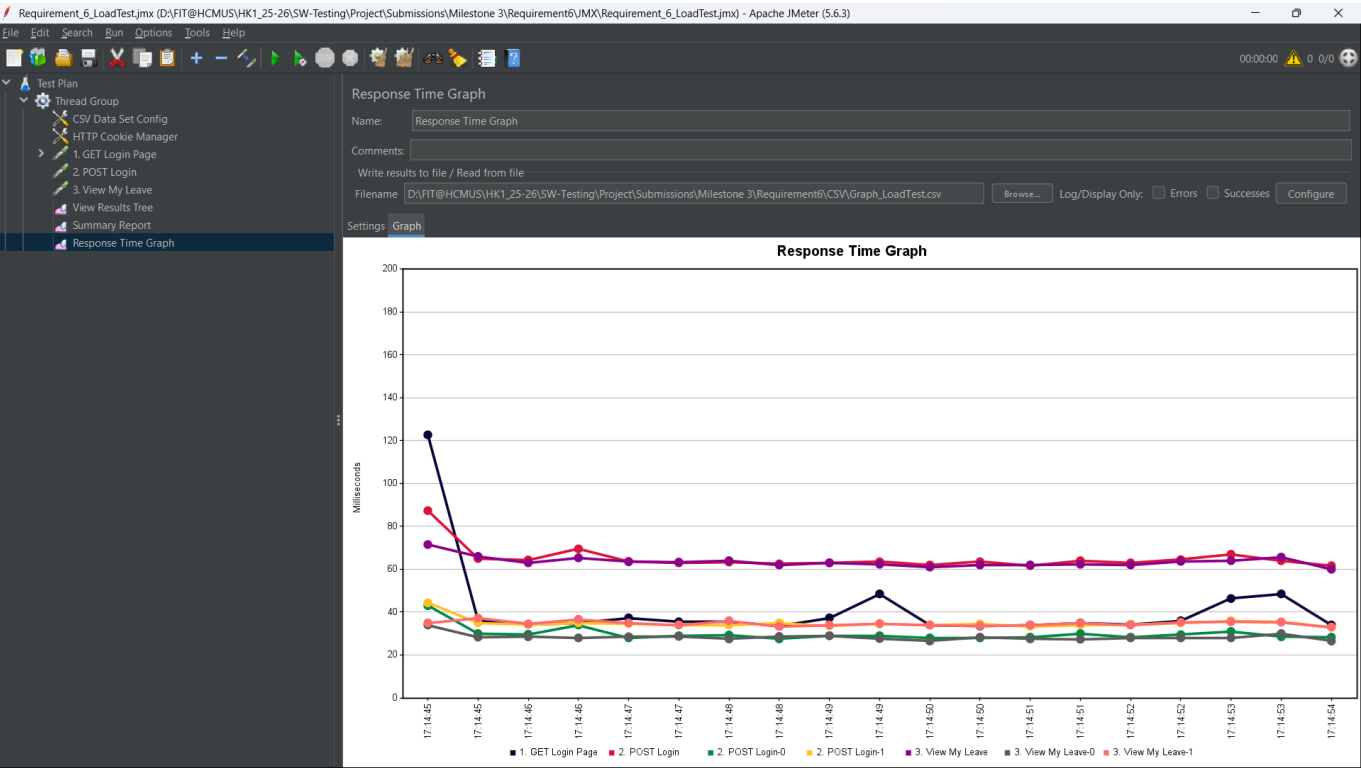 Requirement_6_LoadTest.jmx (D:\FIT@HCMUS\HK1_25-26\SW-Testing\Project\Submissions\Milestone 3\Requirement6\JMX\Requirement_6_LoadTest.jmx) - Apache JMeter (5.6.3)
File Edit Search Run Options Tools Help
00:00:00 0 0/0
Test Plan
Thread Group
CSV Data Set Config
HTTP Cookie Manager
1. GET Login Page
2. POST Login
3. View My Leave
View Results Tree
Summary Report
Response Time Graph
Response Time Graph
Name: Response Time Graph
Comments:
Write results to file / Read from file
Filename D:\FIT@HCMUS\HK1_25-26\SW-Testing\Project\Submissions\Milestone 3\Requirement6\CSV\Graph_LoadTest.csv Browse... Log/Display Only: Errors Successes Configure
Settings Graph
Response Time Graph
200
180
160
140
120
100
80
60
40
20
0
Milliseconds
17:14:45 17:14:45 17:14:46 17:14:46 17:14:47 17:14:47 17:14:48 17:14:48 17:14:49 17:14:49 17:14:50 17:14:50 17:14:51 17:14:51 17:14:52 17:14:52 17:14:53 17:14:53 17:14:54
1. GET Login Page 2. POST Login 2. POST Login-0 2. POST Login-1 3. View My Leave 3. View My Leave-0 3. View My Leave-1